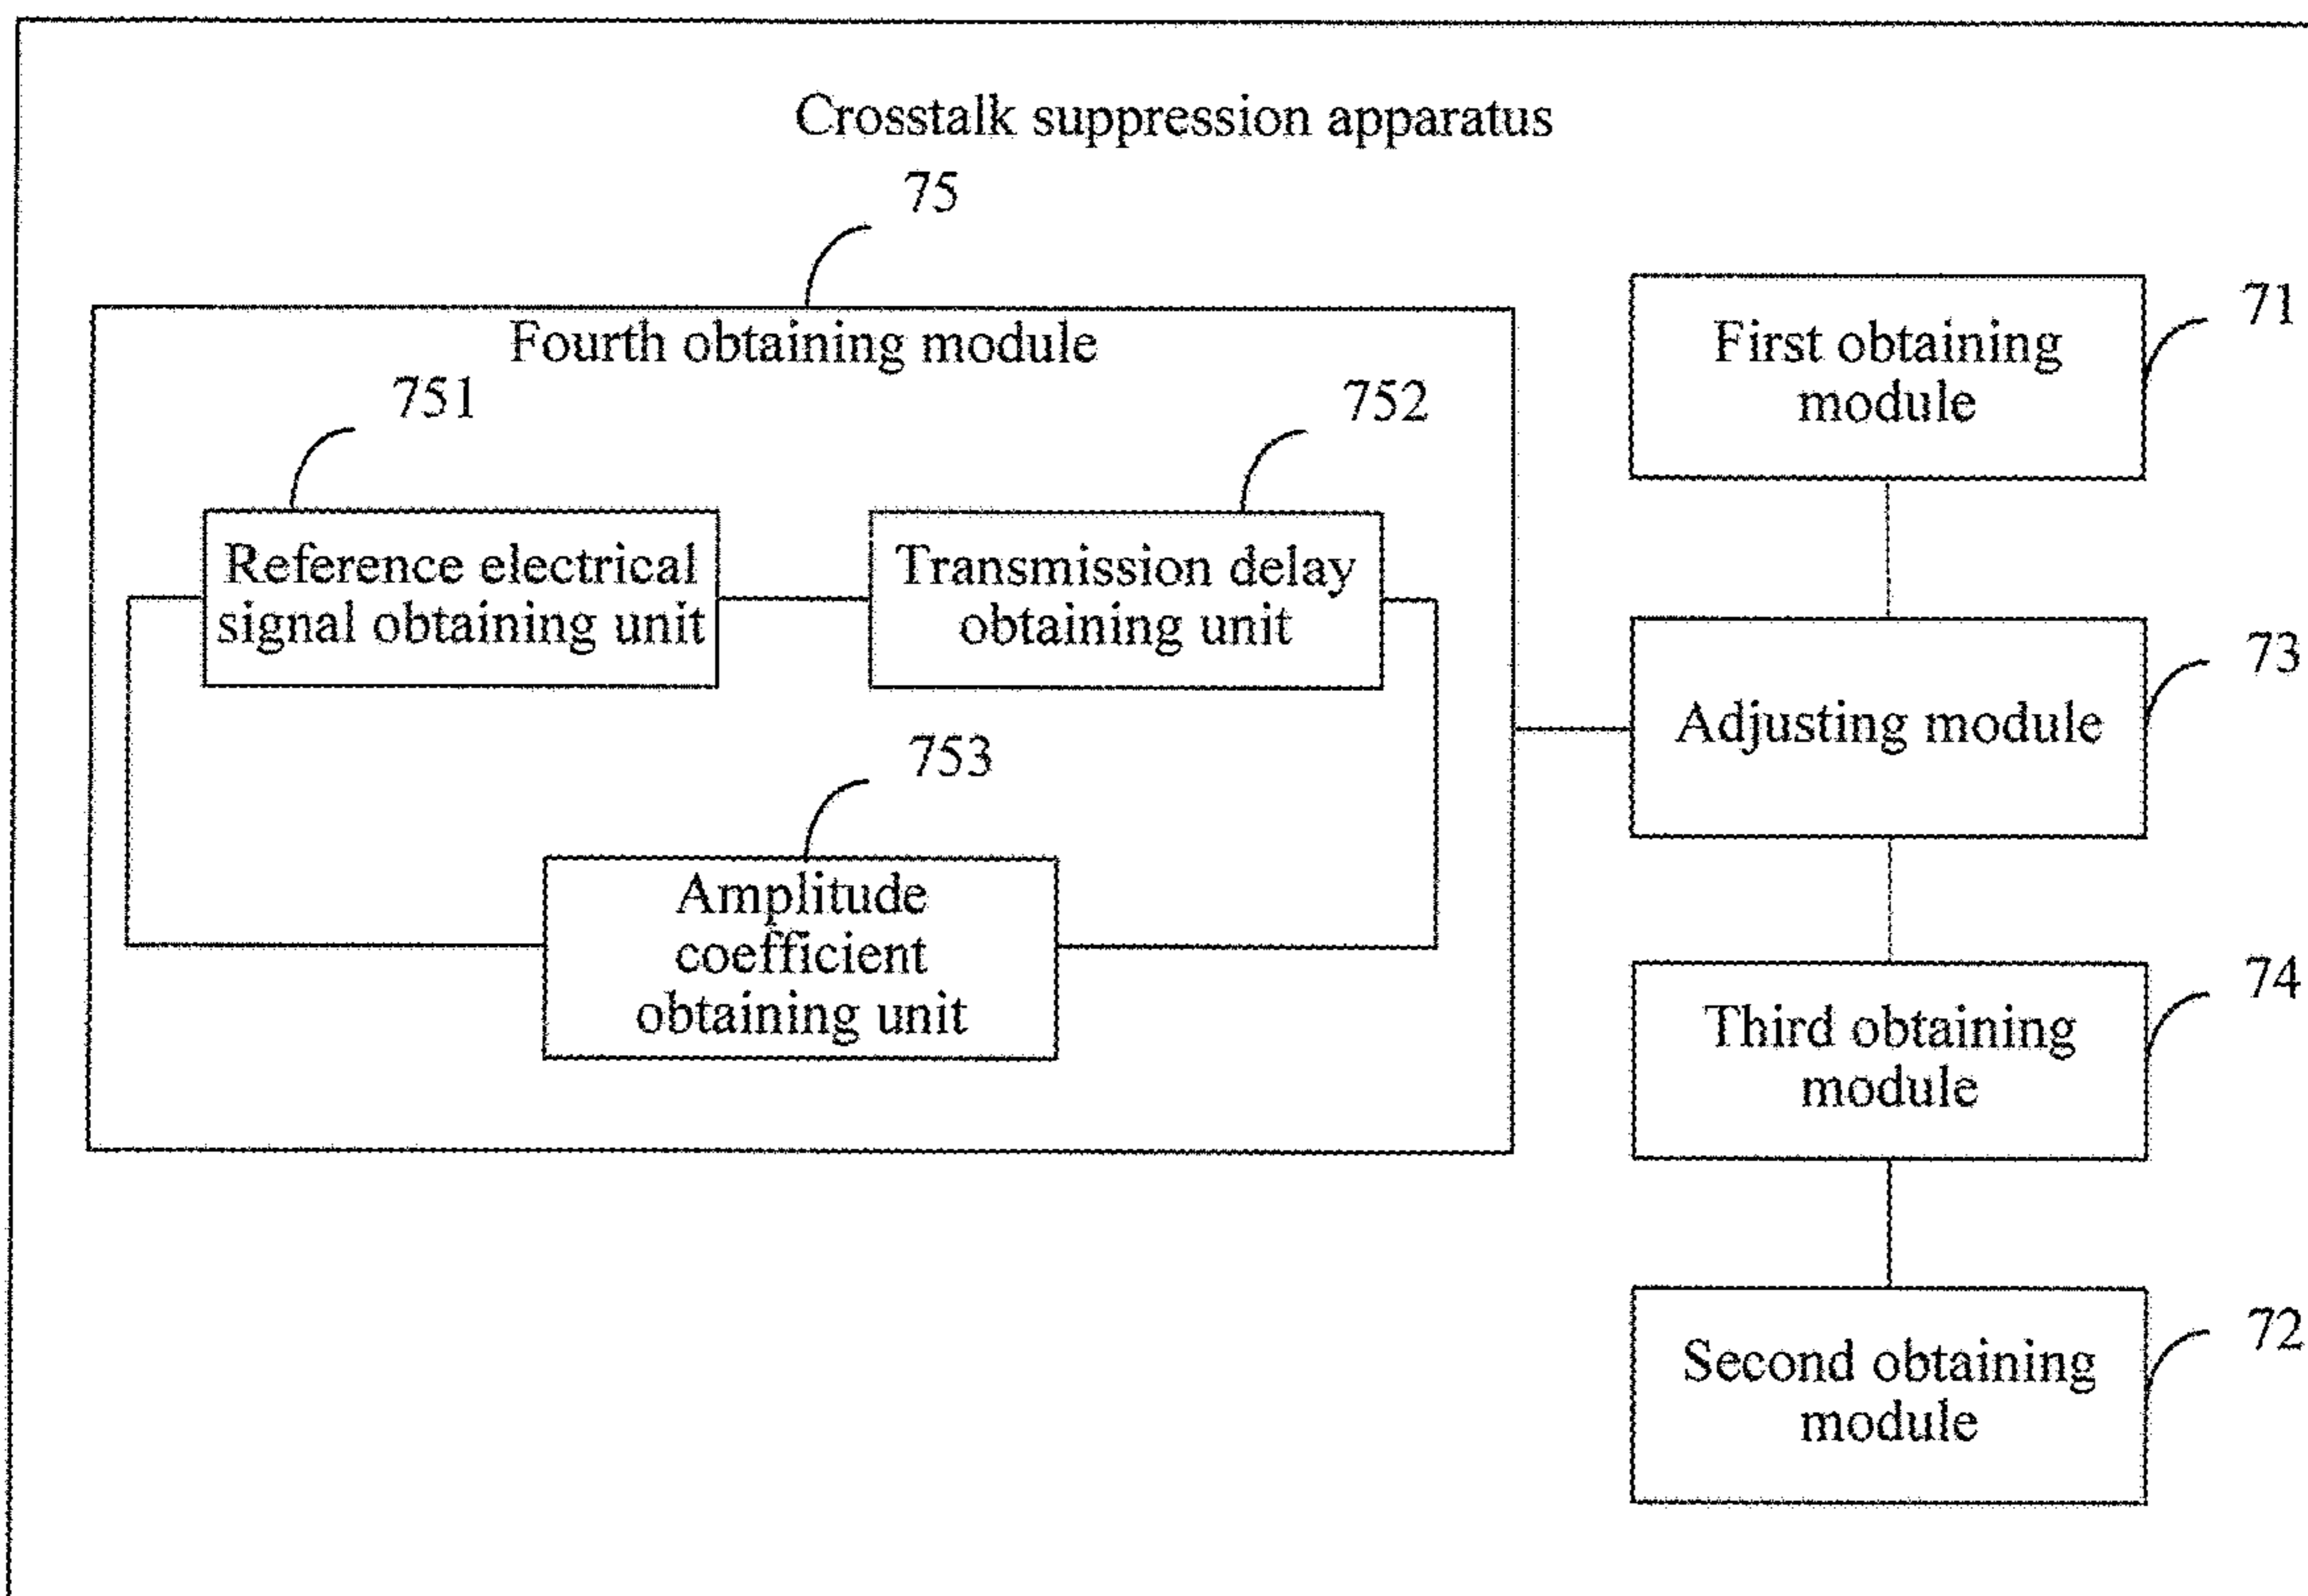 Crosstalk suppression apparatus
75
Fourth obtaining module
751
752
Reference electrical
signal obtaining unit
Transmission delay
obtaining unit
753
Amplitude
coefficient
obtaining unit
First obtaining
module
71
Adjusting module
73
Third obtaining
module
74
Second obtaining
module
72